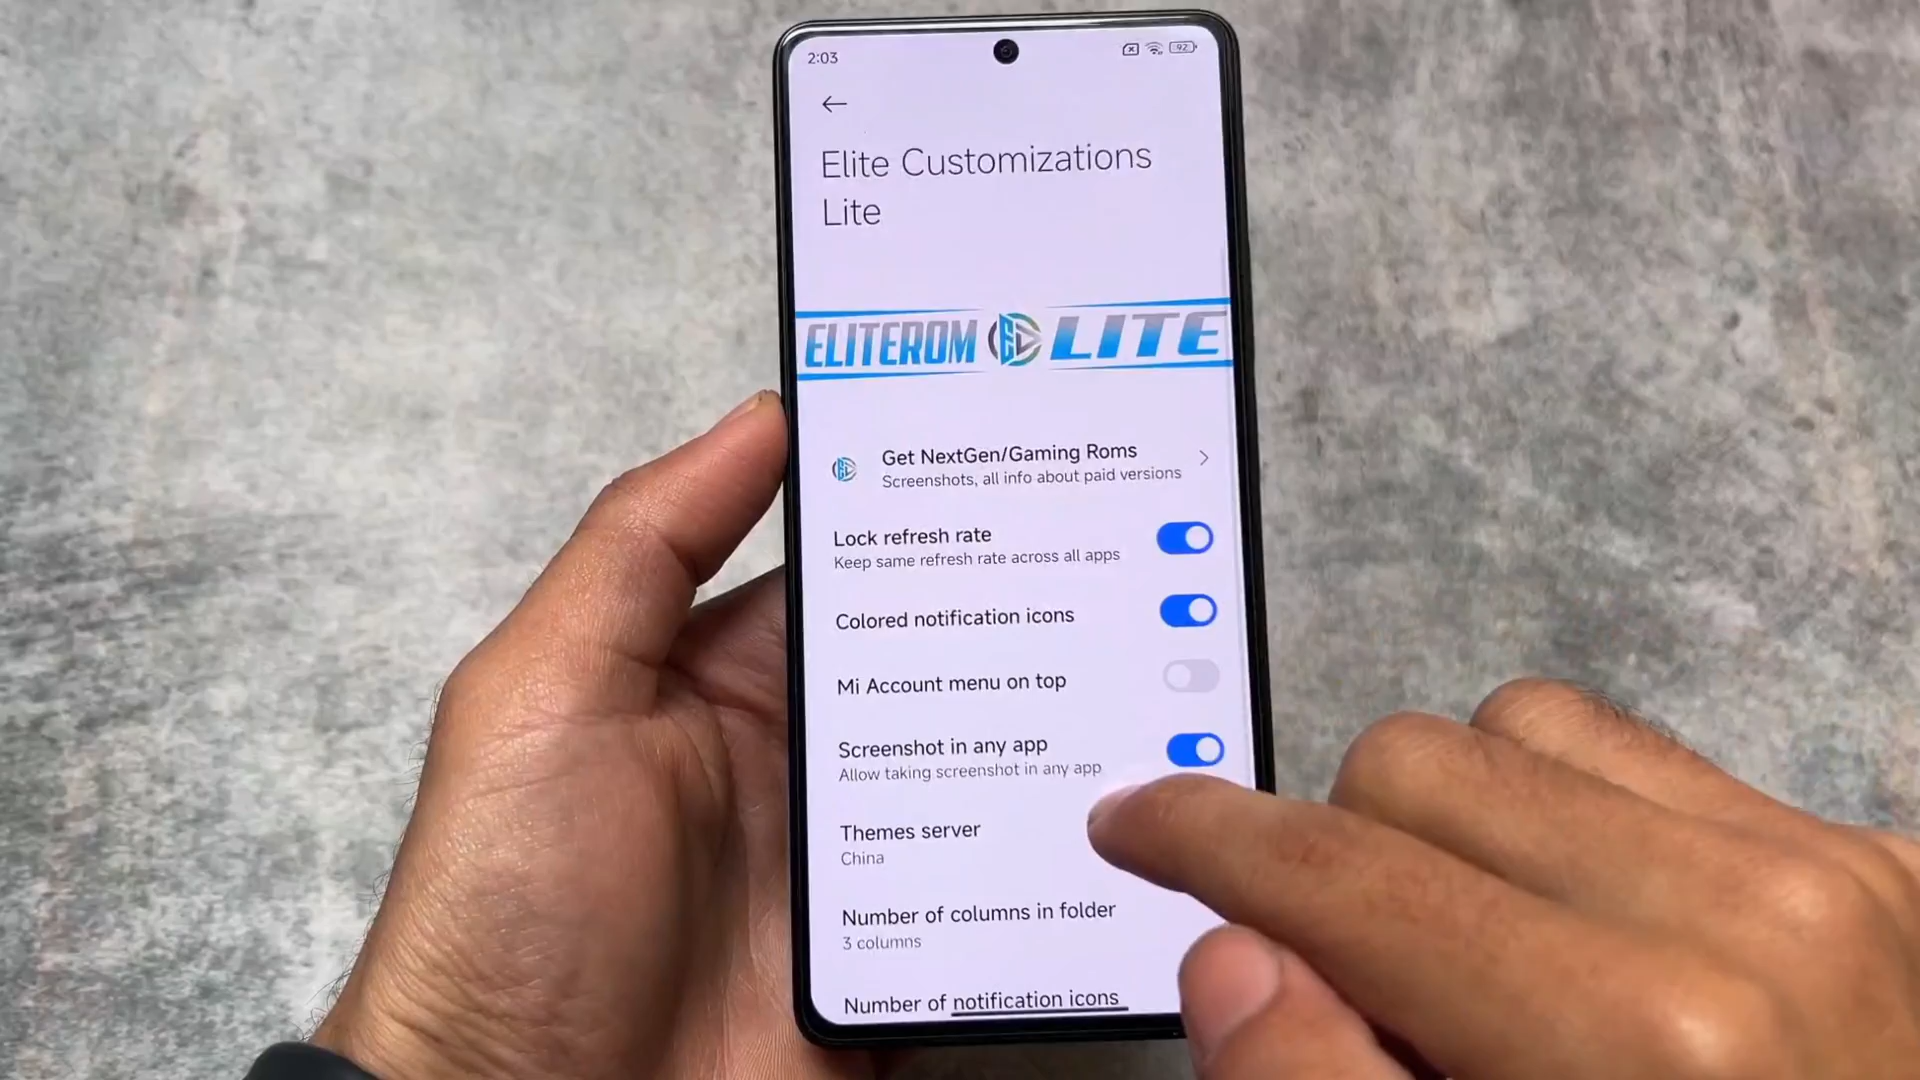 2:03
92
Elite Customizations
Lite
ELITEROM LITE
Get NextGen/Gaming Roms
Screenshots, all info about paid versions
Lock refresh rate
Keep same refresh rate across all apps
Colored notification icons
Mi Account menu on top
Screenshot in any app
Allow taking screenshot in any app
Themes server
China
Number of columns in folder
3 columns
Number of notification icons